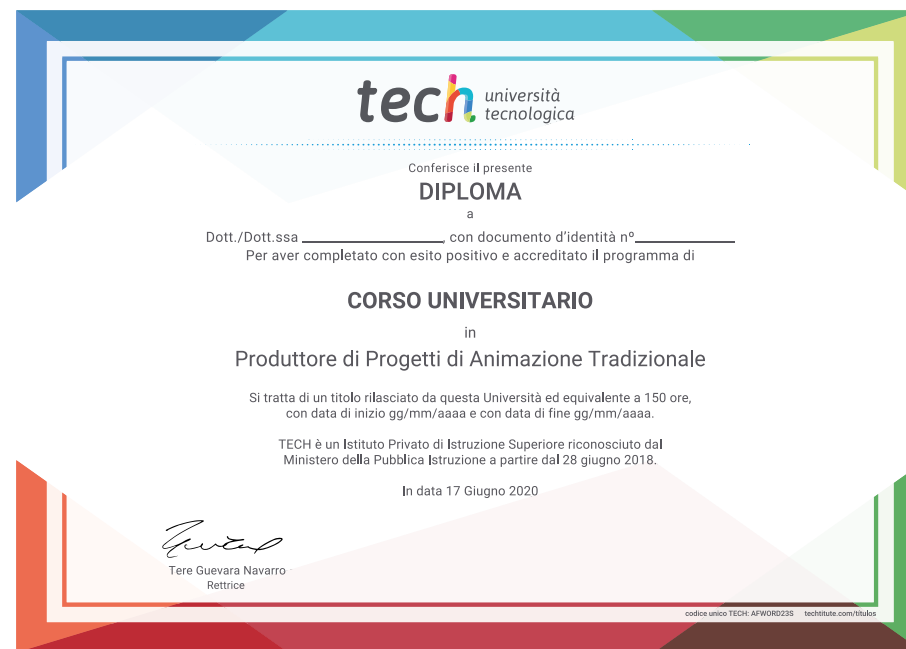 tech università
tecnologica
Conferisce il presente
DIPLOMA
a
Dott./Dott.ssa ____________________, con documento d'identità nº______________
Per aver completato con esito positivo e accreditato il programma di
CORSO UNIVERSITARIO
in
Produttore di Progetti di Animazione Tradizionale
Si tratta di un titolo rilasciato da questa Università ed equivalente a 150 ore,
con data di inizio gg/mm/aaaa e con data di fine gg/mm/aaaa.
TECH è un Istituto Privato di Istruzione Superiore riconosciuto dal
Ministero della Pubblica Istruzione a partire dal 28 giugno 2018.
In data 17 Giugno 2020
Tere Guevara Navarro
Rettrice
codice unico TECH: AFWORD23S techtitute.com/titulos